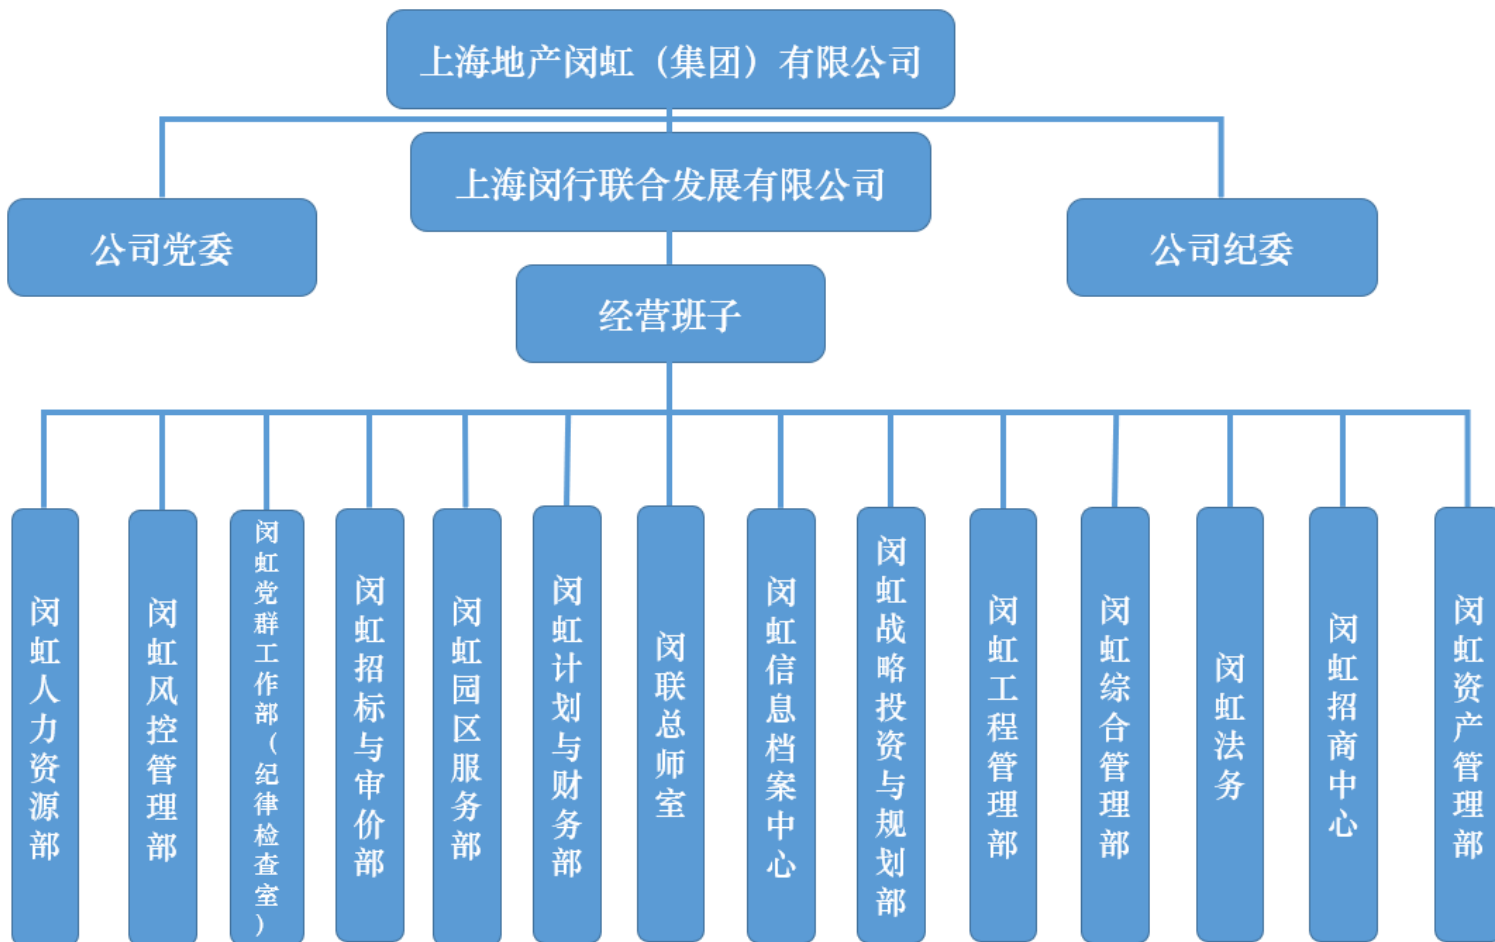 上海地产闵虹（集团）有限公司
上海闵行联合发展有限公司
公司党委
公司纪委
经营班子
闵虹人力资源部
闵虹风控管理部
闵虹党群工作部（纪律检查室）
闵虹招标与审价部
闵虹园区服务部
闵虹计划与财务部
闵联总师室
闵虹信息档案中心
闵虹战略投资与规划部
闵虹工程管理部
闵虹综合管理部
闵虹法务
闵虹招商中心
闵虹资产管理部